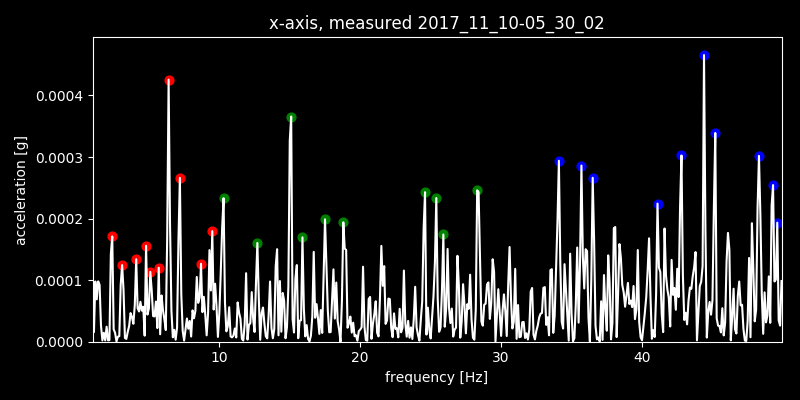 x-axis, measured 2017_11_10-05_30_02
acceleration [g]
0.0004
0.0003
0.0002
0.0001
0.0000
10 20 30 40
frequency [Hz]